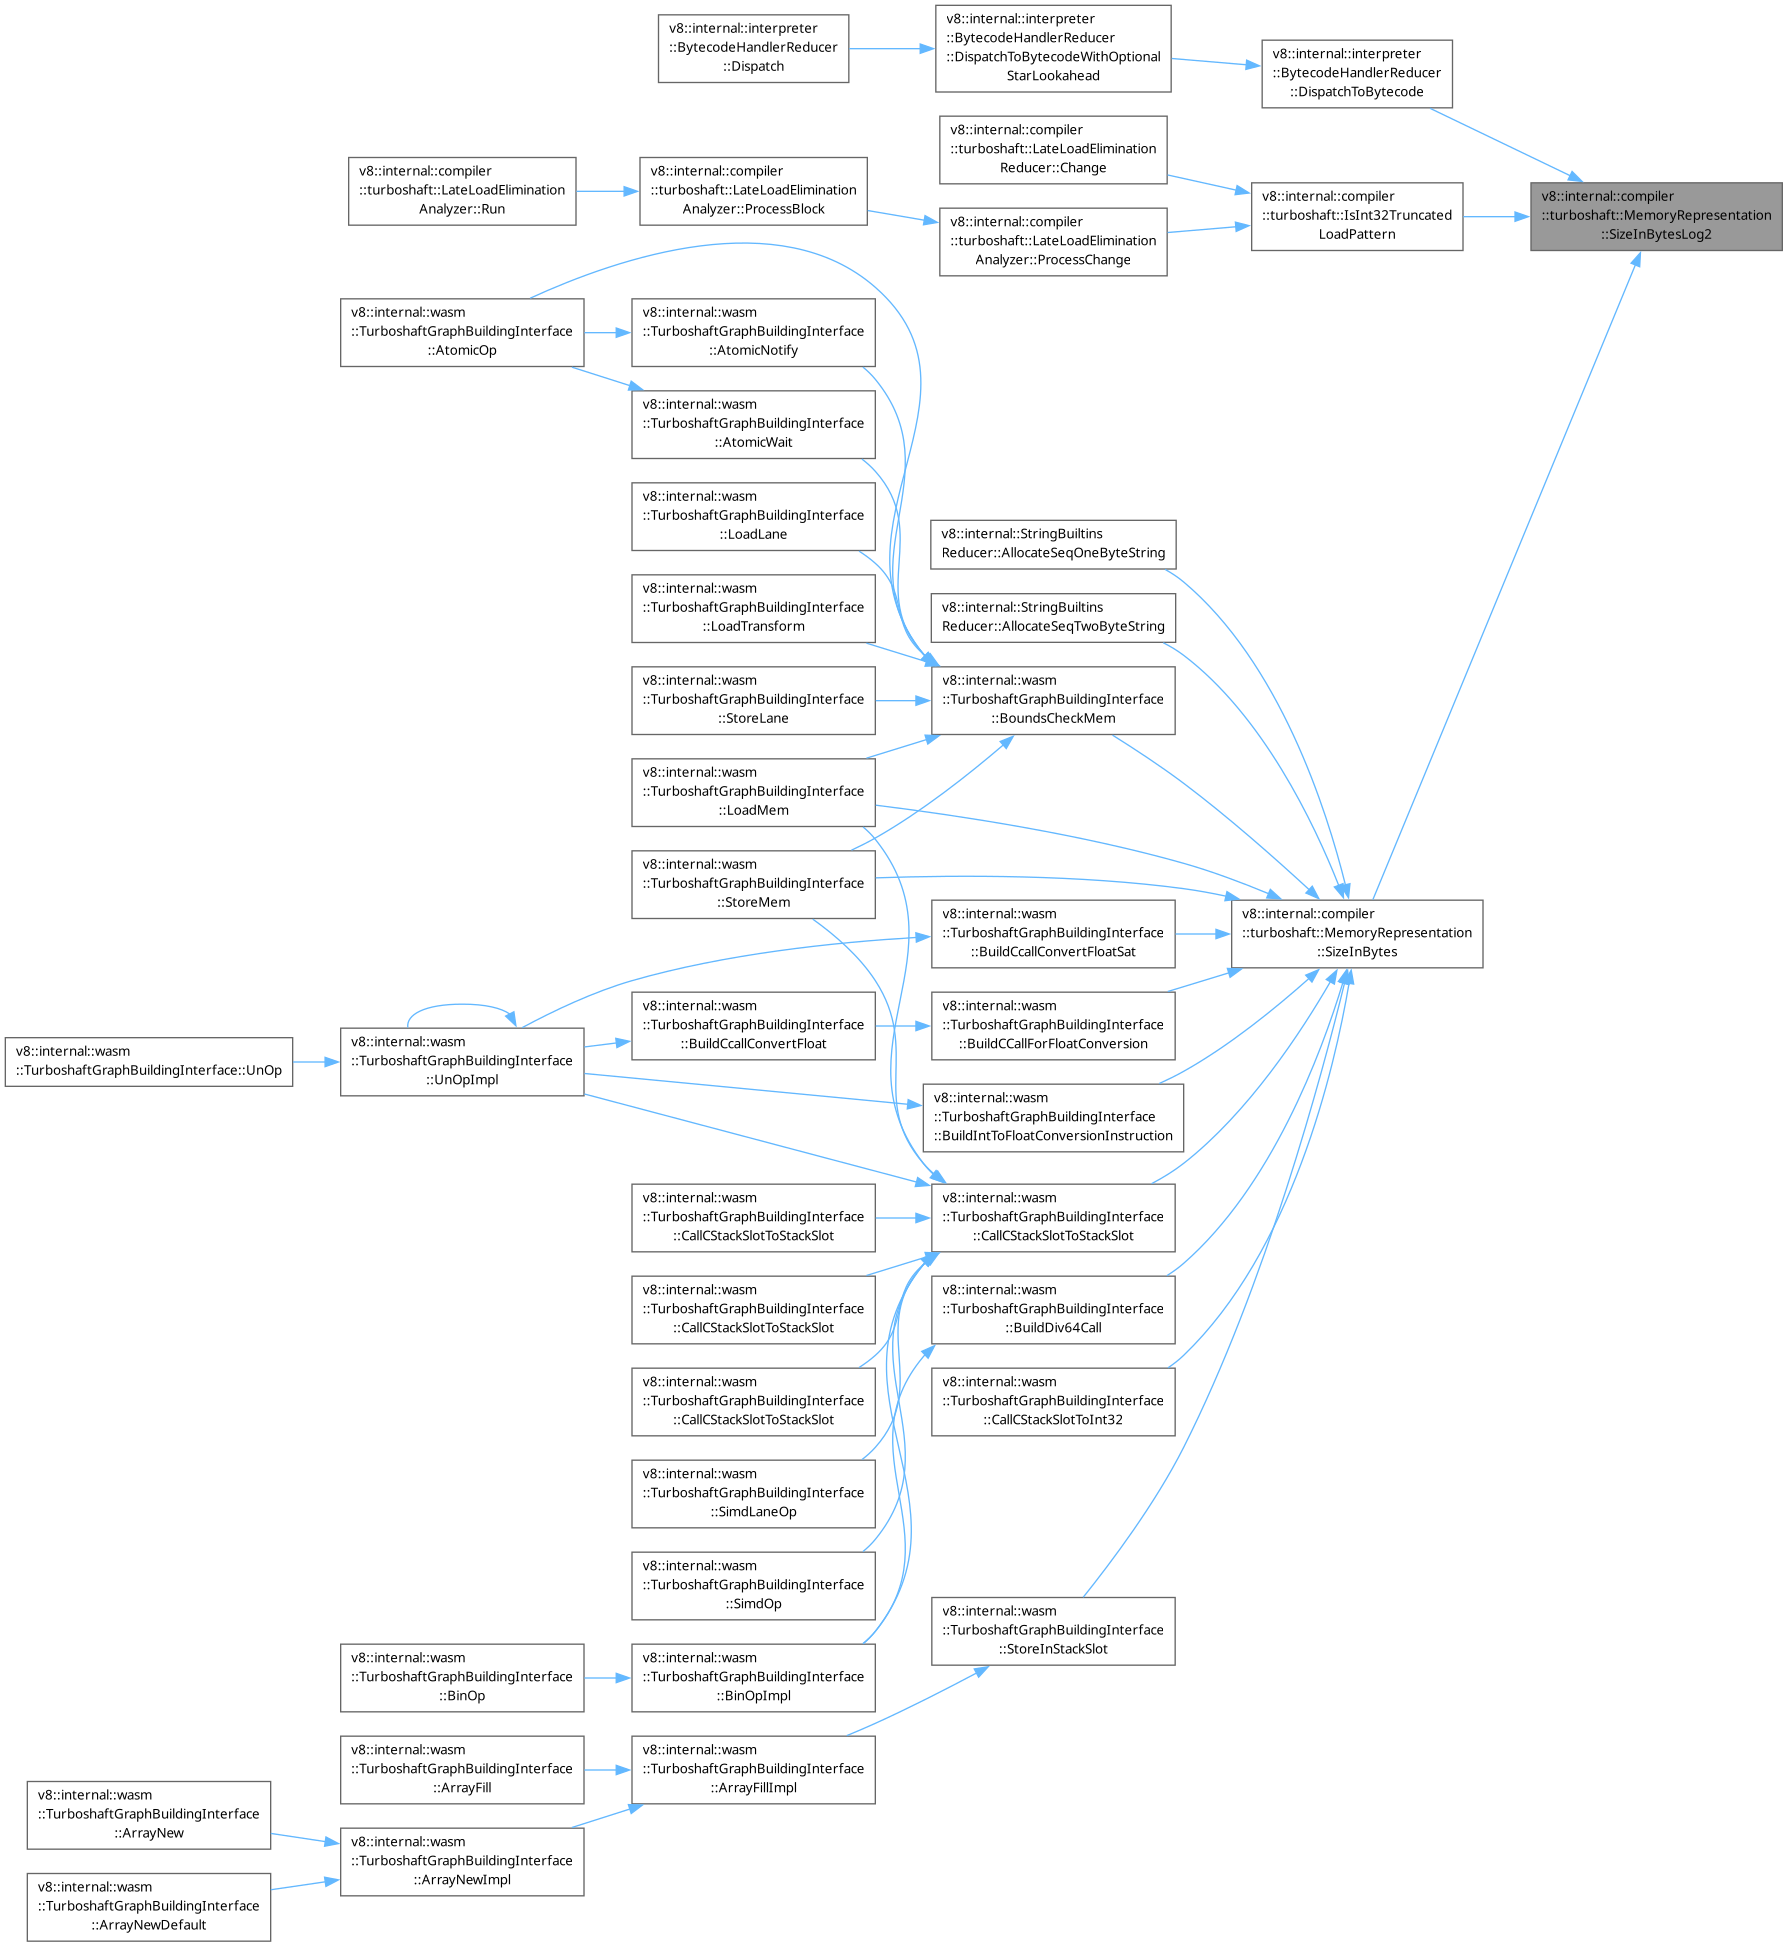 v8::internal::interpreter
::BytecodeHandlerReducer
::Dispatch
v8::internal::interpreter
::BytecodeHandlerReducer
::DispatchToBytecodeWithOptional
StarLookahead
v8::internal::interpreter
::BytecodeHandlerReducer
::DispatchToBytecode
v8::internal::compiler
::turboshaft::LateLoadElimination
Reducer::Change
v8::internal::compiler
::turboshaft::LateLoadElimination
Analyzer::Run
v8::internal::compiler
::turboshaft::LateLoadElimination
Analyzer::ProcessBlock
v8::internal::compiler
::turboshaft::LateLoadElimination
Analyzer::ProcessChange
v8::internal::compiler
::turboshaft::IsInt32Truncated
LoadPattern
v8::internal::compiler
::turboshaft::MemoryRepresentation
::SizeInBytesLog2
v8::internal::wasm
::TurboshaftGraphBuildingInterface
::AtomicOp
v8::internal::wasm
::TurboshaftGraphBuildingInterface
::AtomicNotify
v8::internal::wasm
::TurboshaftGraphBuildingInterface
::AtomicWait
v8::internal::wasm
::TurboshaftGraphBuildingInterface
::LoadLane
v8::internal::StringBuiltins
Reducer::AllocateSeqOneByteString
v8::internal::wasm
::TurboshaftGraphBuildingInterface
::LoadTransform
v8::internal::StringBuiltins
Reducer::AllocateSeqTwoByteString
v8::internal::wasm
::TurboshaftGraphBuildingInterface
::StoreLane
v8::internal::wasm
::TurboshaftGraphBuildingInterface
::BoundsCheckMem
v8::internal::wasm
::TurboshaftGraphBuildingInterface
::LoadMem
v8::internal::wasm
::TurboshaftGraphBuildingInterface
::StoreMem
v8::internal::wasm
::TurboshaftGraphBuildingInterface
::BuildCcallConvertFloatSat
v8::internal::compiler
::turboshaft::MemoryRepresentation
::SizeInBytes
v8::internal::wasm
::TurboshaftGraphBuildingInterface::UnOp
v8::internal::wasm
::TurboshaftGraphBuildingInterface
::UnOpImpl
v8::internal::wasm
::TurboshaftGraphBuildingInterface
::BuildCcallConvertFloat
v8::internal::wasm
::TurboshaftGraphBuildingInterface
::BuildCCallForFloatConversion
v8::internal::wasm
::TurboshaftGraphBuildingInterface
::BuildIntToFloatConversionInstruction
v8::internal::wasm
::TurboshaftGraphBuildingInterface
::CallCStackSlotToStackSlot
v8::internal::wasm
::TurboshaftGraphBuildingInterface
::CallCStackSlotToStackSlot
v8::internal::wasm
::TurboshaftGraphBuildingInterface
::CallCStackSlotToStackSlot
v8::internal::wasm
::TurboshaftGraphBuildingInterface
::BuildDiv64Call
v8::internal::wasm
::TurboshaftGraphBuildingInterface
::CallCStackSlotToStackSlot
v8::internal::wasm
::TurboshaftGraphBuildingInterface
::CallCStackSlotToInt32
v8::internal::wasm
::TurboshaftGraphBuildingInterface
::SimdLaneOp
v8::internal::wasm
::TurboshaftGraphBuildingInterface
::SimdOp
v8::internal::wasm
::TurboshaftGraphBuildingInterface
::StoreInStackSlot
v8::internal::wasm
::TurboshaftGraphBuildingInterface
::BinOp
v8::internal::wasm
::TurboshaftGraphBuildingInterface
::BinOpImpl
v8::internal::wasm
::TurboshaftGraphBuildingInterface
::ArrayFill
v8::internal::wasm
::TurboshaftGraphBuildingInterface
::ArrayFillImpl
v8::internal::wasm
::TurboshaftGraphBuildingInterface
::ArrayNew
v8::internal::wasm
::TurboshaftGraphBuildingInterface
::ArrayNewImpl
v8::internal::wasm
::TurboshaftGraphBuildingInterface
::ArrayNewDefault